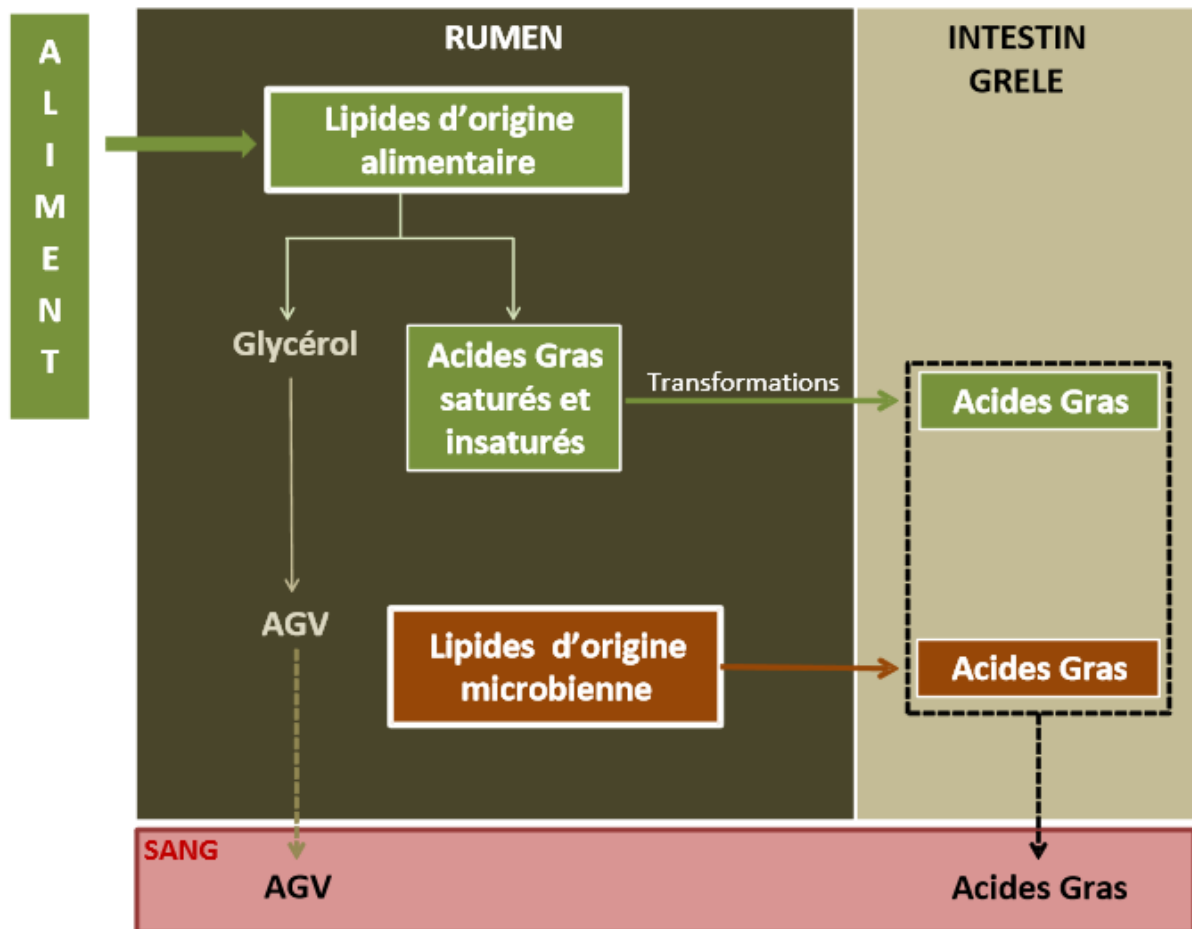 ALIMENT
RUMEN
INTESTIN
GRELE
Lipides d'origine
alimentaire
Glycérol
Acides Gras
saturés et
insaturés
Transformations
Acides Gras
AGV
Lipides d'origine
microbienne
Acides Gras
SANG
AGV
Acides Gras